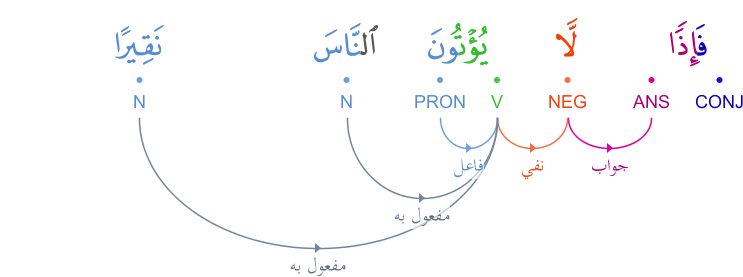 فَإِذًا لَّا يُؤْتُونَ ٱلنَّاسَ نَقِيرًا
CONJ ANS NEG V PRON N N
فاعل نفي جواب
مفعول به
مفعول به